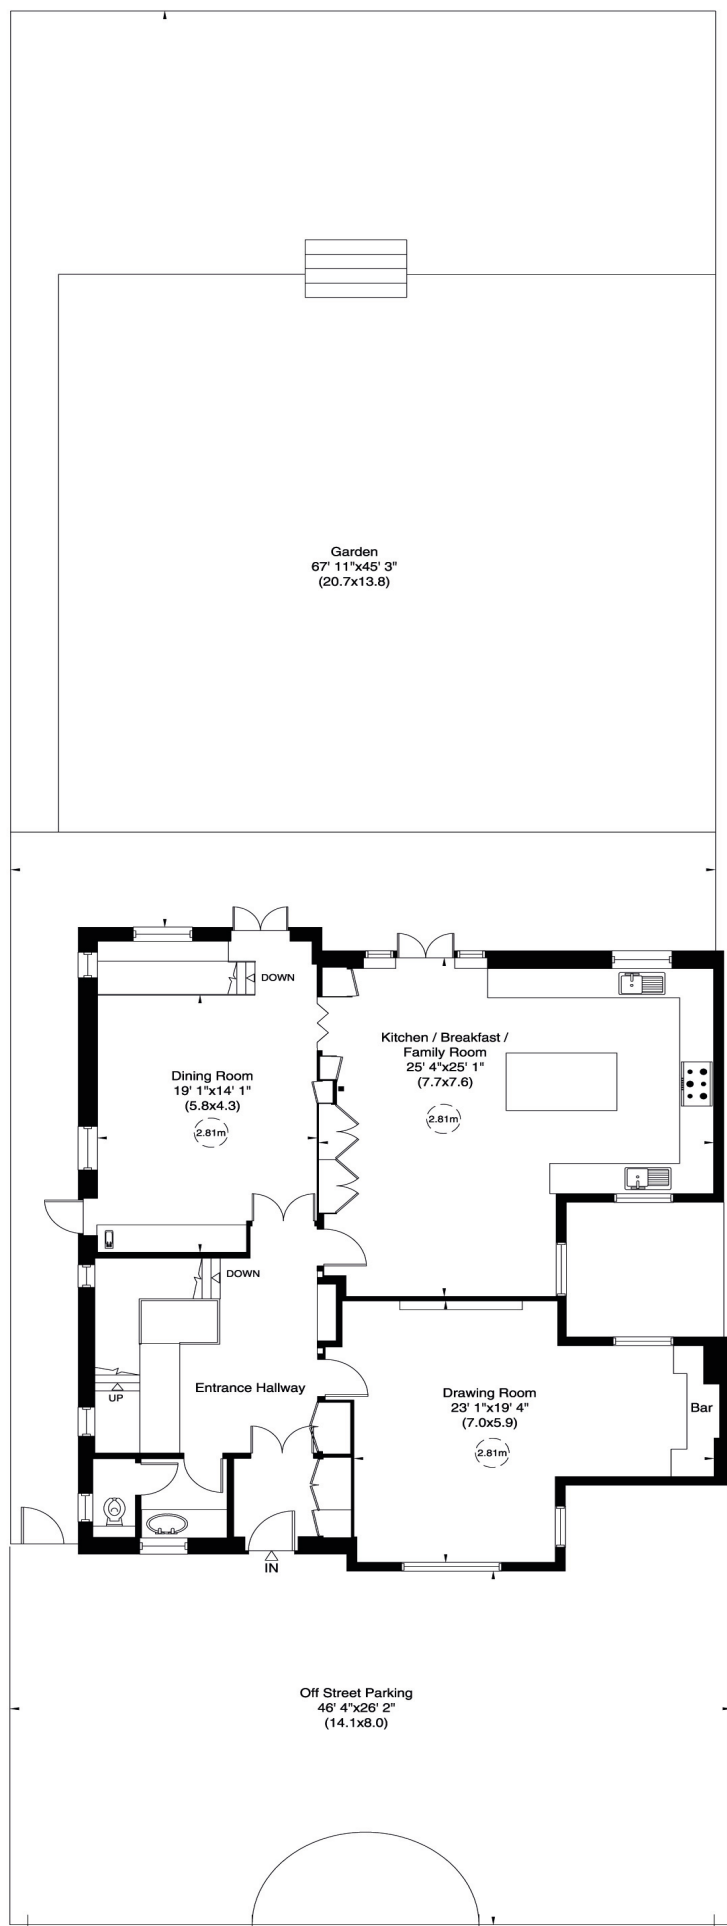 Garden
67' 11"x45' 3"
(20.7x13.8)
DOWN
Kitchen / Breakfast /
Family Room
25' 4"x25' 1"
(7.7x7.6)
2.81m
Dining Room
19' 1"x14' 1"
(5.8x4.3)
2.81m
DOWN
UP
Entrance Hallway
Drawing Room
23' 1"x19' 4"
(7.0x5.9)
2.81m
Bar
IN
Off Street Parking
46' 4"x26' 2"
(14.1x8.0)